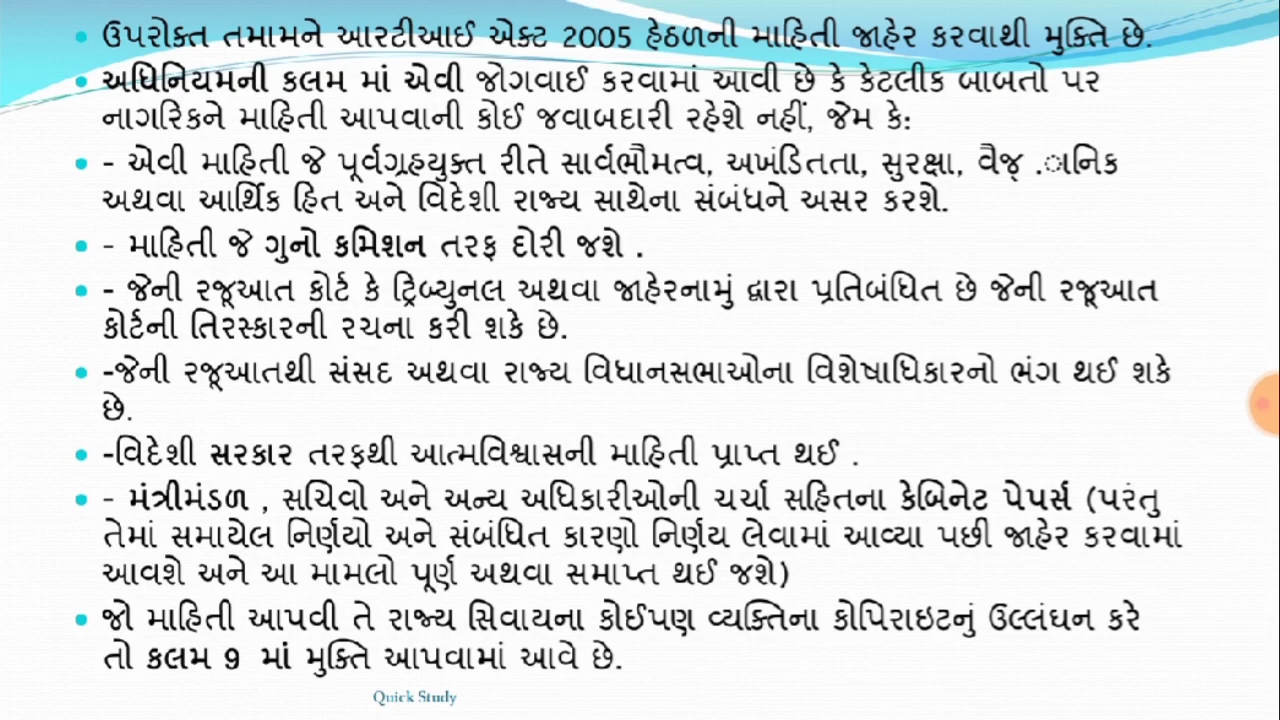 ઉપરોક્ત તમામને આરટીઆઈ એક્ટ 2005 હેઠળની માહિતી જાહેર કરવાથી મુક્તિ છે.
અધિનિયમની કલમ માં એવી જોગવાઈ કરવામાં આવી છે કે કેટલીક બાબતો પર
નાગરિકને માહિતી આપવાની કોઈ જવાબદારી રહેશે નહીં, જેમ કે:
- એવી માહિતી જે પૂર્વગ્રહયુક્ત રીતે સાર્વભૌમત્વ, અખંડિતતા, સુરક્ષા, વૈજ્ .ાનિક
અથવા આર્થિક હિત અને વિદેશી રાજ્ય સાથેના સંબંધને અસર કરશે.
- માહિતી જે ગુનો કમિશન તરફ દોરી જશે .
- જેની રજૂઆત કોર્ટ કે ટ્રિબ્યુનલ અથવા જાહેરનામું દ્વારા પ્રતિબંધિત છે જેની રજૂઆત
કોર્ટની તિરસ્કારની રચના કરી શકે છે.
-જેની રજૂઆતથી સંસદ અથવા રાજ્ય વિધાનસભાઓના વિશેષાધિકારનો ભંગ થઈ શકે
છે.
-વિદેશી સરકાર તરફથી આત્મવિશ્વાસની માહિતી પ્રાપ્ત થઈ .
- મંત્રીમંડળ , સચિવો અને અન્ય અધિકારીઓની ચર્ચા સહિતના કેબિનેટ પેપર્સ (પરંતુ
તેમાં સમાયેલ નિર્ણયો અને સંબંધિત કારણો નિર્ણય લેવામાં આવ્યા પછી જાહેર કરવામાં
આવશે અને આ મામલો પૂર્ણ અથવા સમાપ્ત થઈ જશે)
જો માહિતી આપવી તે રાજ્ય સિવાયના કોઈપણ વ્યક્તિના કોપિરાઇટનું ઉલ્લંઘન કરે
તો કલમ 9 માં મુક્તિ આપવામાં આવે છે.
Quick Study